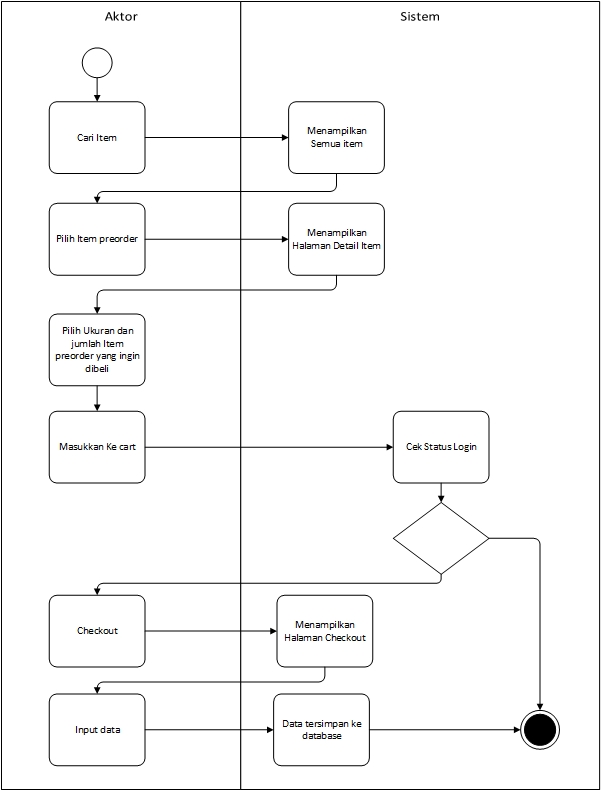 Aktor
Sistem
Cari Item
Menampilkan
Semua item
Pilih Item preorder
Menampilkan
Halaman Detail Item
Pilih Ukuran dan
jumlah Item
preorder yang ingin
dibeli
Masukkan Ke cart
Cek Status Login
Checkout
Menampilkan
Halaman Checkout
Input data
Data tersimpan ke
database